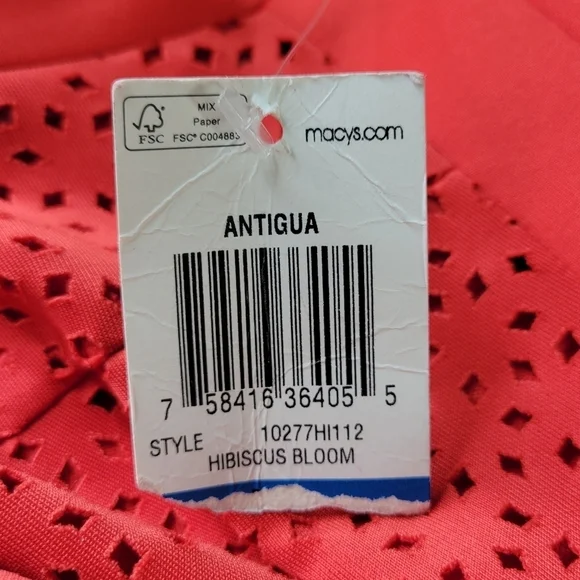 MIX
Paper
FSC
FSC® C004883
macys.com
ANTIGUA
7 58416 36405 5
STYLE 10277HI112
HIBISCUS BLOOM